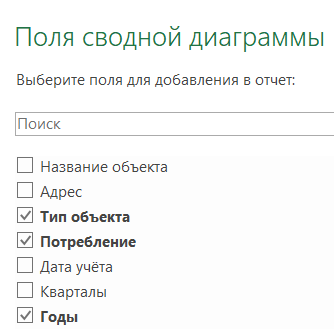 Поля сводной диаграммы
Выберите поля для добавления в отчет:
Поиск
Название объекта
Адрес
Тип объекта
Потребление
Дата учёта
Кварталы
Годы